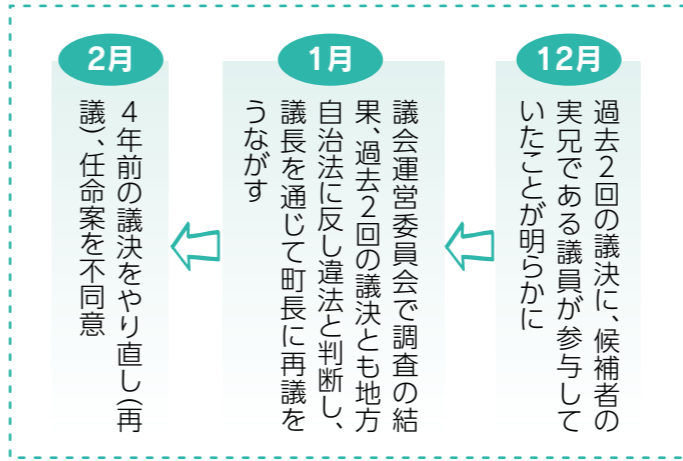 12月
過去2回の議決に、候補者の
実兄である議員が参与して
いたことが明らかに
1月
議会運営委員会で調査の結
果、過去2回の議決とも地方
自治法に反し違法と判断し、
議長を通じて町長に再議を
うながす
2月
4年前の議決をやり直し(再
議)、任命案を不同意